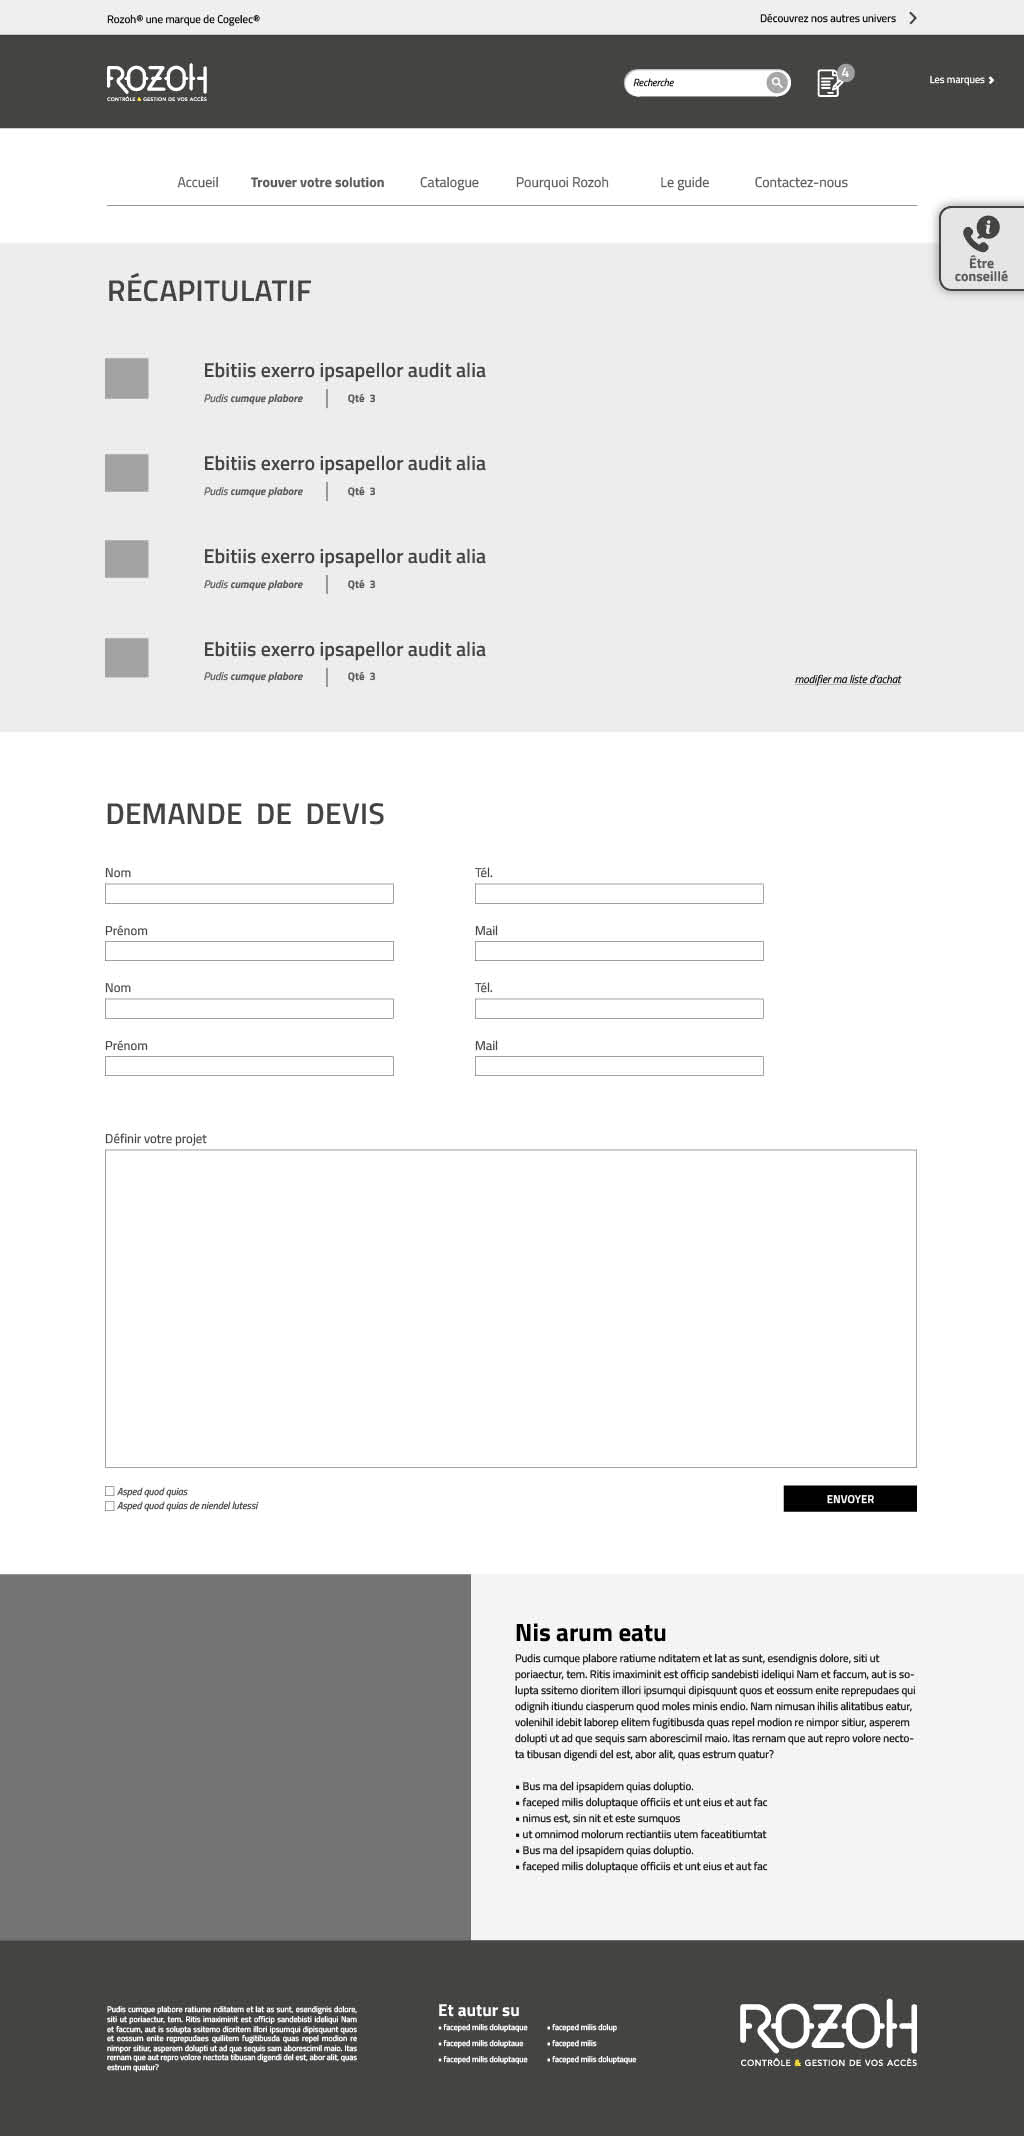 Rozoh® une marque de Cogelec®
Découvrez nos autres univers
ROZOH
CONTRÔLE & GESTION DE VOS ACCÈS
Recherche
4
Les marques
Accueil Trouver votre solution Catalogue Pourquoi Rozoh Le guide Contactez-nous
i
Être
conseillé
RÉCAPITULATIF
Ebitiis exerro ipsapellor audit alia
Pudis cumque plabore Qté 3
Ebitiis exerro ipsapellor audit alia
Pudis cumque plabore Qté 3
Ebitiis exerro ipsapellor audit alia
Pudis cumque plabore Qté 3
Ebitiis exerro ipsapellor audit alia
Pudis cumque plabore Qté 3
modifier ma liste d'achat
DEMANDE DE DEVIS
Nom Tél.
Prénom Mail
Nom Tél.
Prénom Mail
Définir votre projet
Asped quod quias
Asped quod quias de niendel lutessi
ENVOYER
Nis arum eatu
Pudis cumque plabore ratiume nditatem et lat as sunt, esendignis dolore, siti ut
poriaectur, tem. Ritis imaximinit est officip sandebisti ideliqui Nam et faccum, aut is so-
lupta ssitemo dioritem illori ipsumqui dipisquunt quos et eossum enite reprepudaes qui
odignih itiundu ciasperum quod moles minis endio. Nam nimusan ihilis alitatibus eatur,
volenihil idebit laborep elitem fugitibusda quas repel modion re nimpor sitiur, asperem
dolupti ut ad que sequis sam aborescimil maio. Itas rernam que aut repro volore necto-
ta tibusan digendi del est, abor alit, quas estrum quatur?
• Bus ma del ipsapidem quias doluptio.
• faceped milis doluptaque officiis et unt eius et aut fac
• nimus est, sin nit et este sumquos
• ut omnimod molorum rectiantiis utem faceatitiumtat
• Bus ma del ipsapidem quias doluptio.
• faceped milis doluptaque officiis et unt eius et aut fac
Pudis cumque plabore ratiume nditatem et lat as sunt, esendignis dolore,
siti ut poriaectur, tem. Ritis imaximinit est officip sandebisti ideliqui Nam
et faccum, aut is solupta ssitemo dioritem illori ipsumqui dipisquunt quos
et eossum enite reprepudaes qulitem fugitibusda quas repel modion re
nimpor sitiur, asperem dolupti ut ad que sequis sam aborescimil maio. Itas
rernam que aut repro volore nectota tibusan digendi del est, abor alit, quas
estrum quatur?
Et autur su
• faceped milis doluptaque • faceped milis dolup
• faceped milis doluptaue • faceped milis
• faceped milis doluptaque • faceped milis doluptaque
ROZOH
CONTRÔLE & GESTION DE VOS ACCÈS